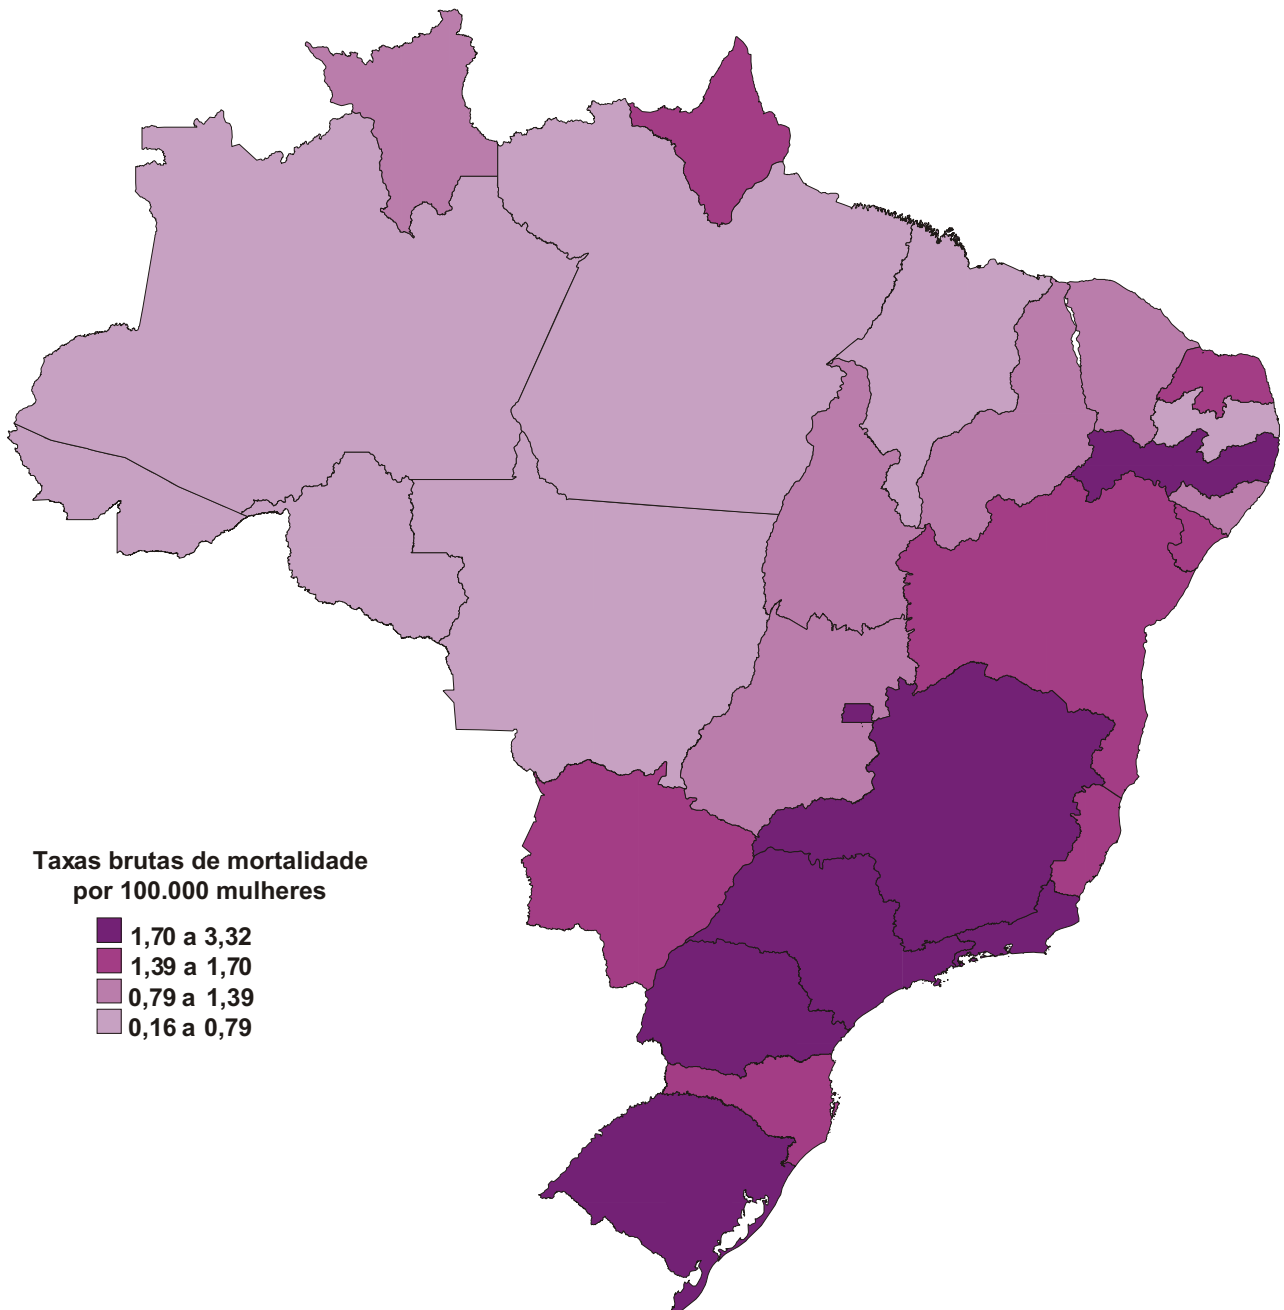 Taxas brutas de mortalidade
por 100.000 mulheres
1,70 a 3,32
1,39 a 1,70
0,79 a 1,39
0,16 a 0,79